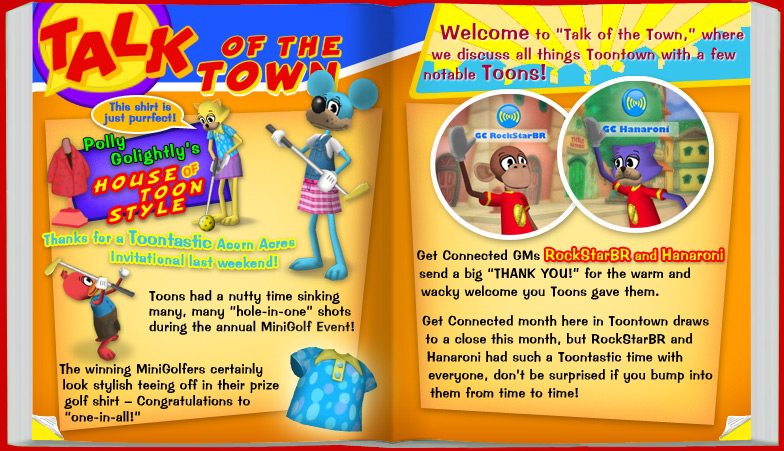 TALK
OF THE
TOWN
This shirt is
just purrfect!
Polly
Golightly's
HOUSE OF
TOON
STYLE
Thanks for a Toontastic Acorn Acres
Invitational last weekend!
Toons had a nutty time sinking
many, many "hole-in-one" shots
during the annual MiniGolf Event!
The winning MiniGolfers certainly
look stylish teeing off in their prize
golf shirt – Congratulations to
"one-in-all!"
Welcome to "Talk of the Town," where
we discuss all things Toontown with a few
notable Toons!
GC RockStarBR
GC Hanaroni
Get Connected GMs RockStarBR and Hanaroni
send a big "THANK YOU!" for the warm and
wacky welcome you Toons gave them.
Get Connected month here in Toontown draws
to a close this month, but RockStarBR and
Hanaroni had such a Toontastic time with
everyone, don't be surprised if you bump into
them from time to time!